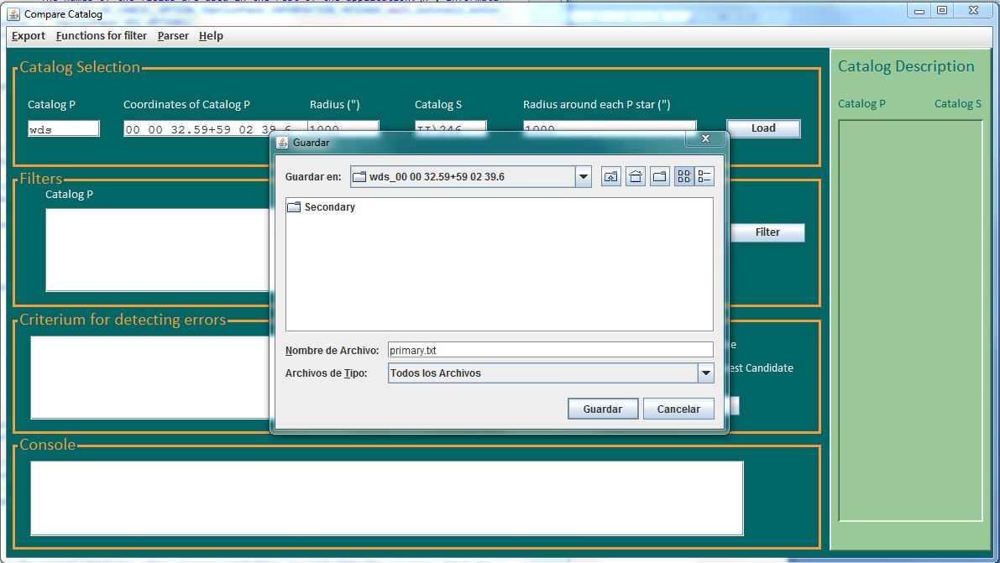 Compare Catalog
Export Functions for filter Parser Help
Catalog Selection
Catalog P Coordinates of Catalog P Radius (") Catalog S Radius around each P star (")
wds 00 00 32.59+59 02 39.6 1000 II\246 1000 Load
Guardar
Guardar en: wds_00 00 32.59+59 02 39.6
Secondary
Nombre de Archivo: primary.txt
Archivos de Tipo: Todos los Archivos
Guardar Cancelar
Filters
Catalog P
Filter
Criterium for detecting errors
Candidate
Console
Catalog Description
Catalog P Catalog S